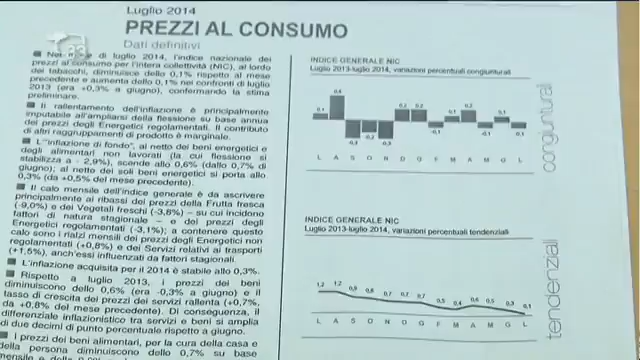 Luglio 2014
PREZZI AL CONSUMO
Dati definitivi
33
Nel mese di luglio 2014, l'indice nazionale dei
prezzi al consumo per l'intera collettività (NIC), al lordo
dei tabacchi, diminuisce dello 0,1% rispetto al mese
precedente e aumenta dello 0,1% nei confronti di luglio
2013 (era +0,3% a giugno), confermando la stima
preliminare.
Il rallentamento dell'inflazione è principalmente
imputabile all'ampliarsi della flessione su base annua
dei prezzi degli Energetici regolamentati. Il contributo
di altri raggruppamenti di prodotto è marginale.
L'"inflazione di fondo", al netto dei beni energetici e
degli alimentari non lavorati (la cui flessione si
stabilizza a - 2,9%), scende allo 0,6% (dallo 0,7% di
giugno); al netto dei soli beni energetici si porta allo
0,3% (da +0,5% del mese precedente).
Il calo mensile dell'indice generale è da ascrivere
principalmente ai ribassi dei prezzi della Frutta fresca
(-9,0%) e dei Vegetali freschi (-3,8%) – su cui incidono
fattori di natura stagionale – e dei prezzi degli
Energetici regolamentati (-3,1%); a contenere questo
calo sono i rialzi mensili dei prezzi degli Energetici non
regolamentati (+0,8%) e dei Servizi relativi ai trasporti
(+1,5%), anch'essi influenzati da fattori stagionali.
L'inflazione acquisita per il 2014 è stabile allo 0,3%.
Rispetto a luglio 2013, i prezzi dei beni
diminuiscono dello 0,6% (era -0,3% a giugno) e il
tasso di crescita dei prezzi dei servizi rallenta (+0,7%,
da +0,8% del mese precedente). Di conseguenza, il
differenziale inflazionistico tra servizi e beni si amplia
di due decimi di punto percentuale rispetto a giugno.
I prezzi dei beni alimentari, per la cura della casa e
della persona diminuiscono dello 0,7% su base
INDICE GENERALE NIC
Luglio 2013-luglio 2014, variazioni percentuali congiunturali
0,1 0,4 -0,3 -0,2 -0,3 0,2 0,2 -0,1 0,1 0,2 -0,1 0,1 -0,1
L A S O N D G F M A M G L
congiunturali
INDICE GENERALE NIC
Luglio 2013-luglio 2014, variazioni percentuali tendenziali
1,2 1,2 0,9 0,8 0,7 0,7 0,7 0,5 0,4 0,6 0,5 0,3 0,1
L A S O N D G F M A M G L
tendenziali